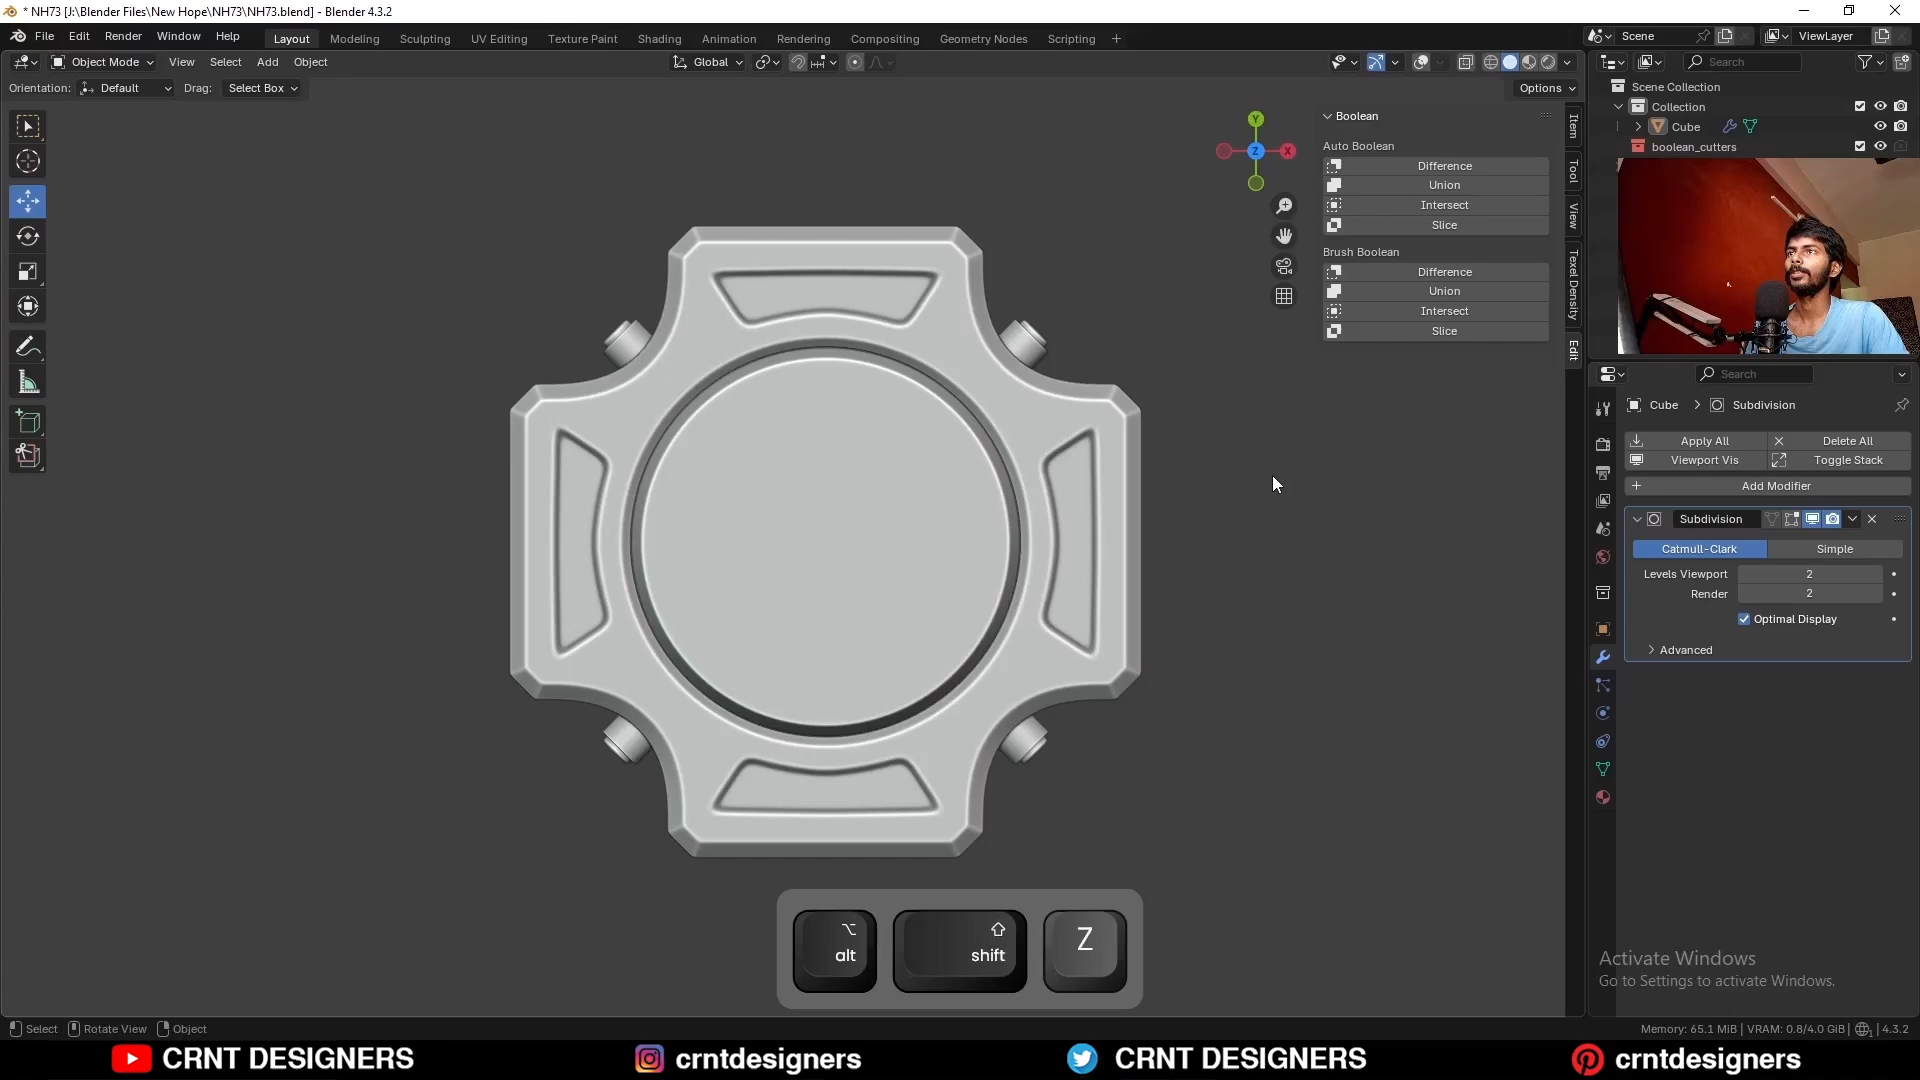 * NH73 [J:\Blender Files\New Hope\NH73\NH73.blend] - Blender 4.3.2
File Edit Render Window Help
Layout Modeling Sculpting UV Editing Texture Paint Shading Animation Rendering Compositing Geometry Nodes Scripting +
Scene
ViewLayer
Object Mode View Select Add Object
Global
Search
Orientation: Default Drag: Select Box
Options
Scene Collection
Collection
Cube
boolean_cutters
Y
Z
X
Boolean
Auto Boolean
Difference
Union
Intersect
Slice
Brush Boolean
Difference
Union
Intersect
Slice
Item
Tool
View
Texel Density
Edit
Search
Cube > Subdivision
Apply All
Delete All
Viewport Vis
Toggle Stack
Add Modifier
Subdivision
Catmull-Clark
Simple
Levels Viewport 2
Render 2
Optimal Display
Advanced
alt
shift
Z
Activate Windows
Go to Settings to activate Windows.
Select Rotate View Object
Memory: 65.1 MiB | VRAM: 0.8/4.0 GiB | 4.3.2
CRNT DESIGNERS
crntdesigners
CRNT DESIGNERS
crntdesigners